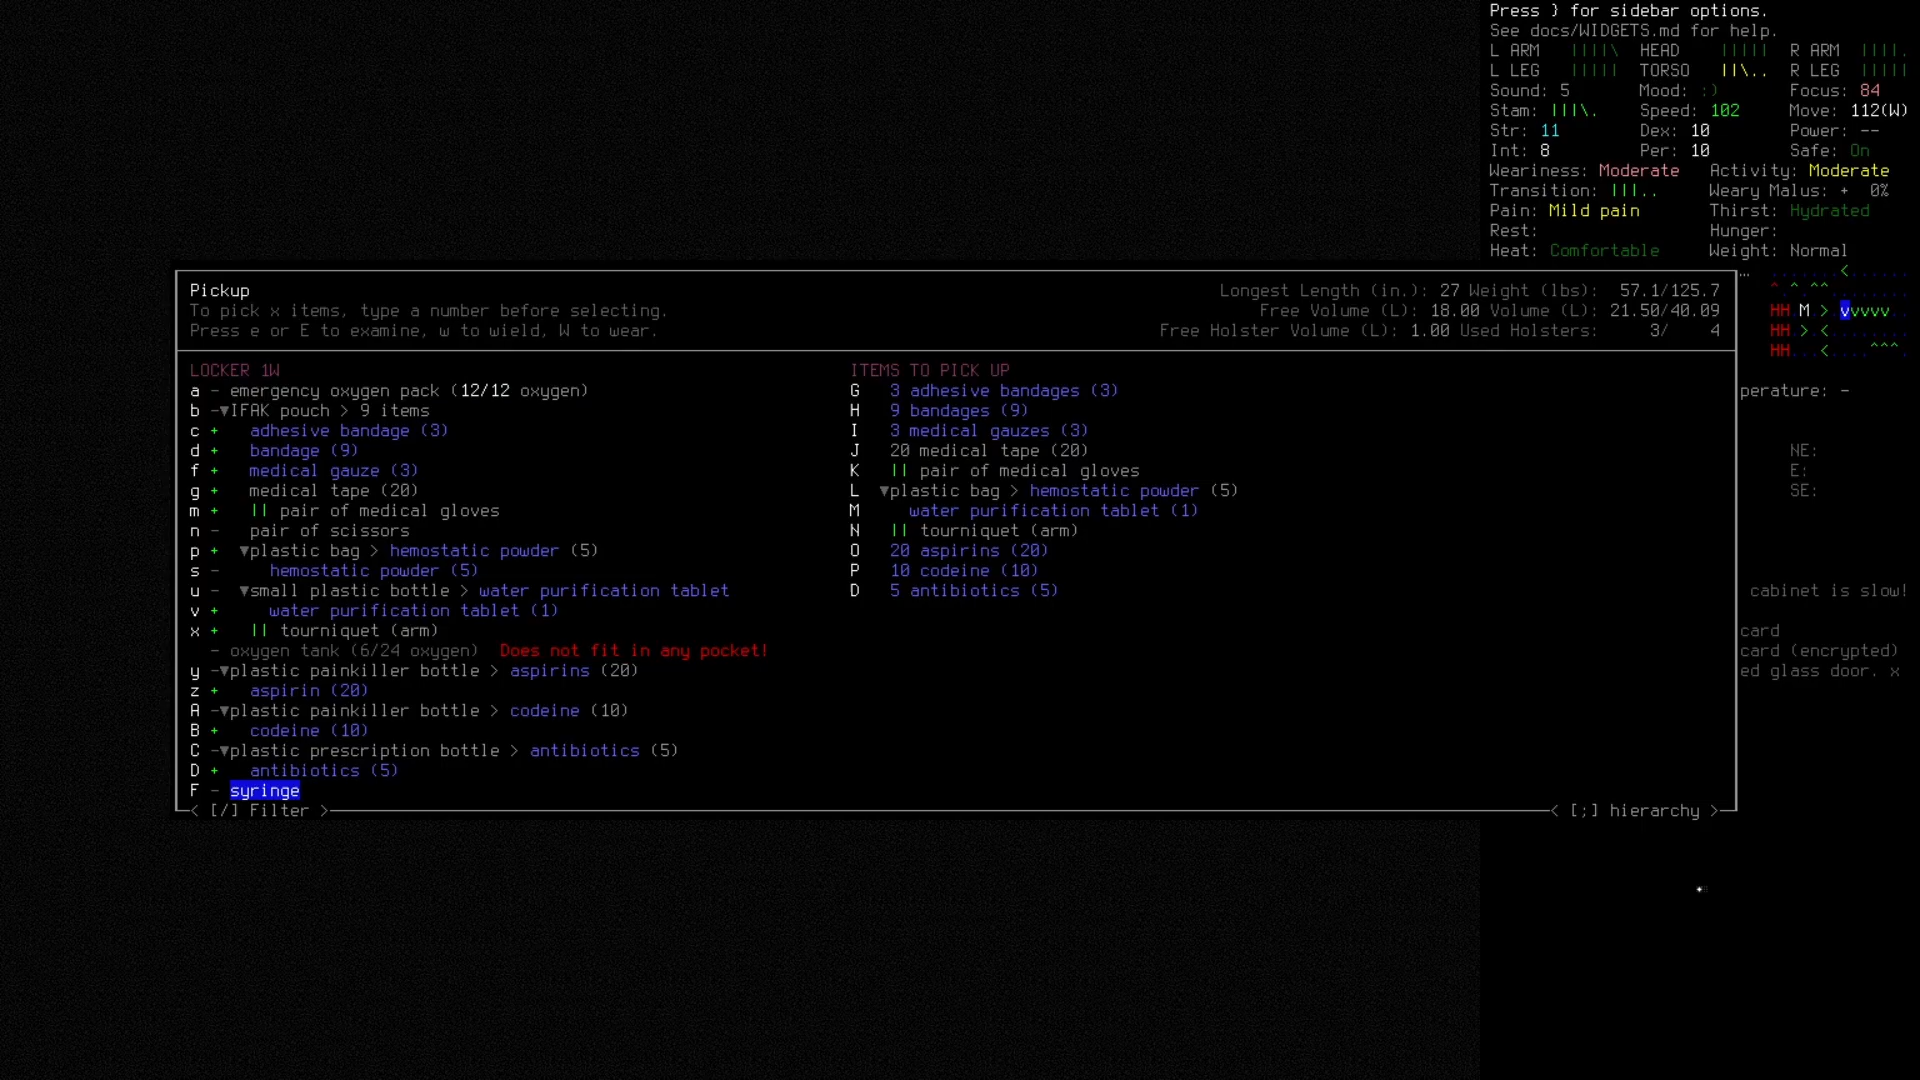 Press } for sidebar options.
See docs/WIDGETS.md for help.
L ARM ||||\ HEAD ||||| R ARM ||||.
L LEG ||||| TORSO ||\.. R LEG |||||
Sound: 5 Mood: :) Focus: 84
Stam: |||\. Speed: 102 Move: 112(W)
Str: 11 Dex: 10 Power: --
Int: 8 Per: 10 Safe: On
Weariness: Moderate Activity: Moderate
Transition: |||.. Weary Malus: + 0%
Pain: Mild pain Thirst: Hydrated
Rest: Hunger:
Heat: Comfortable Weight: Normal
Pickup
To pick x items, type a number before selecting.
Press e or E to examine, w to wield, W to wear.
Longest Length (in.): 27 Weight (lbs): 57.1/125.7
Free Volume (L): 18.00 Volume (L): 21.50/40.09
Free Holster Volume (L): 1.00 Used Holsters: 3/ 4
LOCKER 1W
a - emergency oxygen pack (12/12 oxygen)
b -▼IFAK pouch > 9 items
c + adhesive bandage (3)
d + bandage (9)
f + medical gauze (3)
g + medical tape (20)
m + || pair of medical gloves
n - pair of scissors
p + ▼plastic bag > hemostatic powder (5)
s - hemostatic powder (5)
u - ▼small plastic bottle > water purification tablet
v + water purification tablet (1)
x + || tourniquet (arm)
- oxygen tank (6/24 oxygen) Does not fit in any pocket!
y -▼plastic painkiller bottle > aspirins (20)
z + aspirin (20)
A -▼plastic painkiller bottle > codeine (10)
B + codeine (10)
C -▼plastic prescription bottle > antibiotics (5)
D + antibiotics (5)
F - syringe
< [/] Filter >
ITEMS TO PICK UP
G 3 adhesive bandages (3)
H 9 bandages (9)
I 3 medical gauzes (3)
J 20 medical tape (20)
K || pair of medical gloves
L ▼plastic bag > hemostatic powder (5)
M water purification tablet (1)
N || tourniquet (arm)
O 20 aspirins (20)
P 10 codeine (10)
D 5 antibiotics (5)
< [;] hierarchy >
HH M > vvvvv
HH > . <
HH . . . < . . . . ^^^
perature: -
NE:
E:
SE:
cabinet is slow!
card
card (encrypted)
ed glass door. x